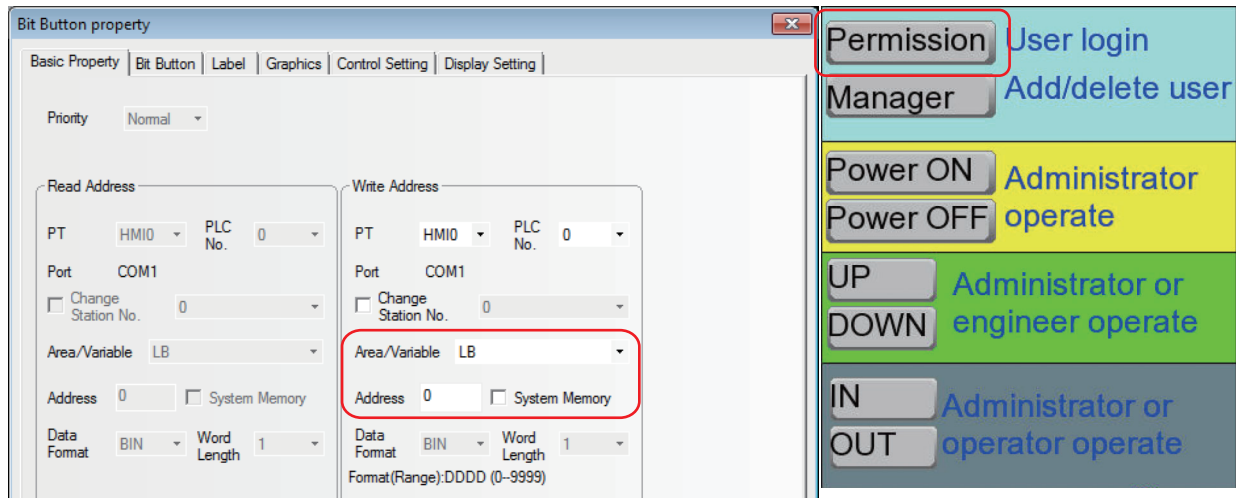 Bit Button property
Basic Property Bit Button Label Graphics Control Setting Display Setting
Priority Normal
Read Address
PT HMI0 PLC No. 0
Port COM1
Change Station No. 0
Area/Variable LB
Address 0 System Memory
Data Format BIN Word Length 1
Write Address
PT HMI0 PLC No. 0
Port COM1
Change Station No. 0
Area/Variable LB
Address 0 System Memory
Data Format BIN Word Length 1
Format(Range):DDDD (0--9999)
Permission User login
Manager Add/delete user
Power ON Administrator
Power OFF operate
UP Administrator or
DOWN engineer operate
IN Administrator or
OUT operator operate